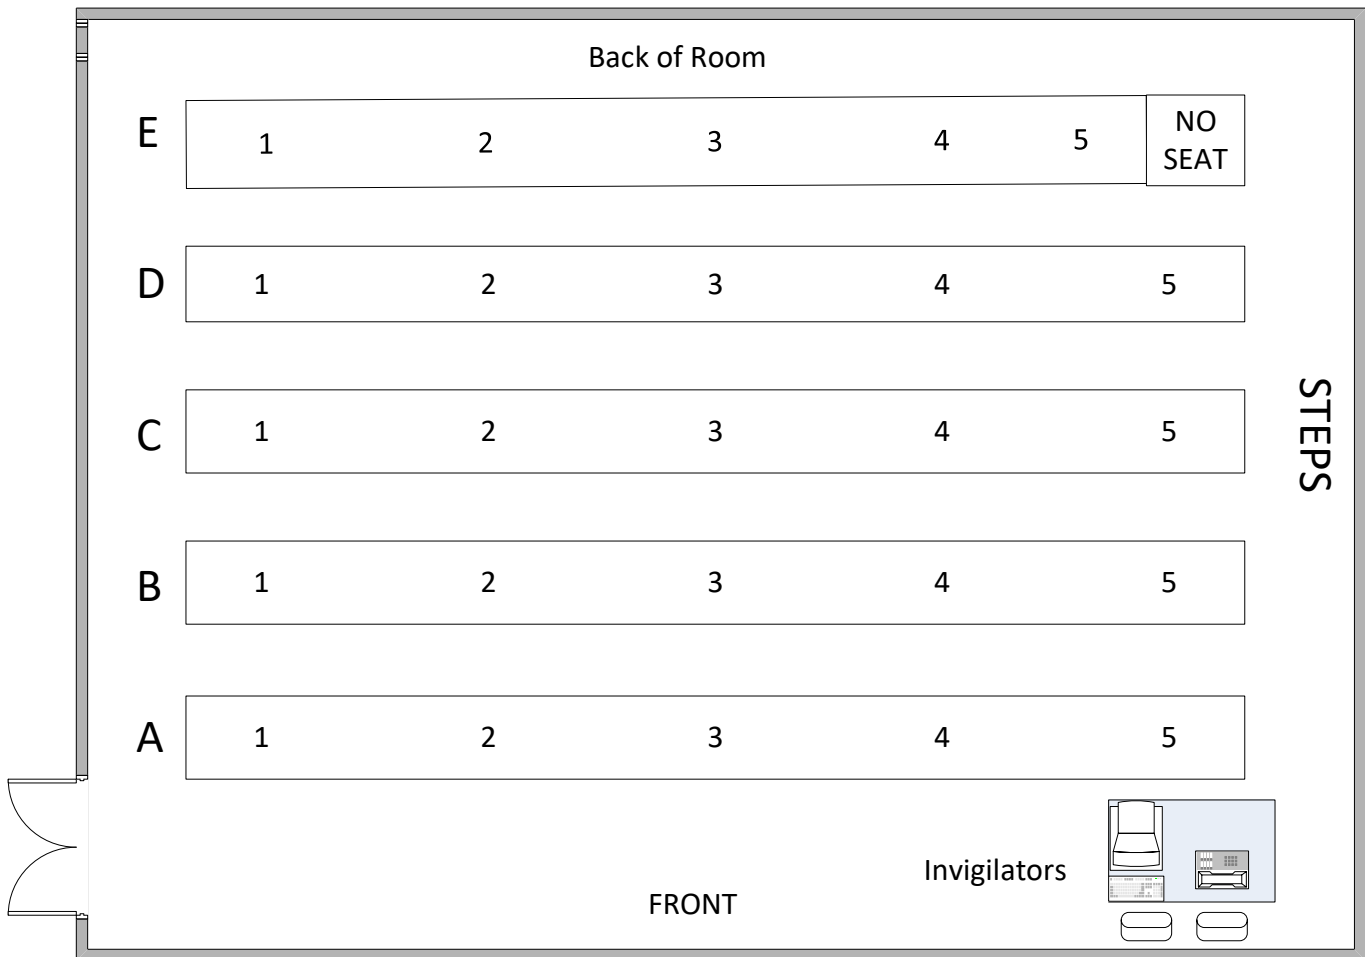 Back of Room
E 1 2 3 4 5 NO
SEAT
D 1 2 3 4 5
C 1 2 3 4 5
STEPS
B 1 2 3 4 5
A 1 2 3 4 5
Invigilators
FRONT